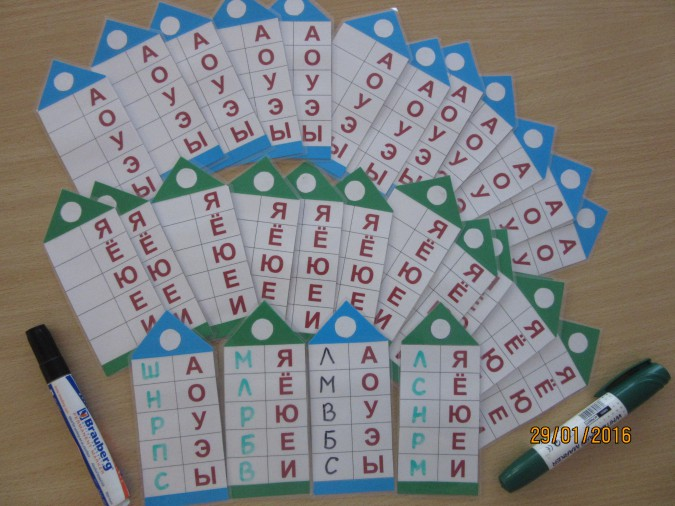 А
О
У
Э
Ы
А
О
У
Э
Ы
А
О
У
Э
Ы
А
О
У
Э
Ы
А
О
У
Э
Ы
А
О
У
Э
Ы
А
О
У
Э
Ы
А
О
У
Э
А
О
У
А
О
У
А
О
У
А
Я
Ё
Ю
Е
И
Я
Ё
Ю
Е
И
Я
Ё
Ю
Е
И
Я
Ё
Ю
Е
И
Я
Ё
Ю
Е
И
Я
Ё
Ю
Е
И
Я
Ё
Ю
Е
Я
Ё
Я
Ё
Ю
Я
Ё
Ю
Ш А
Н О
Р У
П Э
С Ы
М Я
Л Ё
Р Ю
Б Е
В И
Л А
М О
В У
Б Э
С Ы
Л Я
С Ё
Н Ю
Р Е
М И
Brauberg
29/01/2016